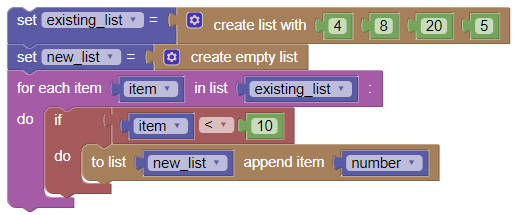 set existing_list = create list with 4 8 20 5
set new_list = create empty list
for each item item in list existing_list :
do if item < 10
do to list new_list append item number